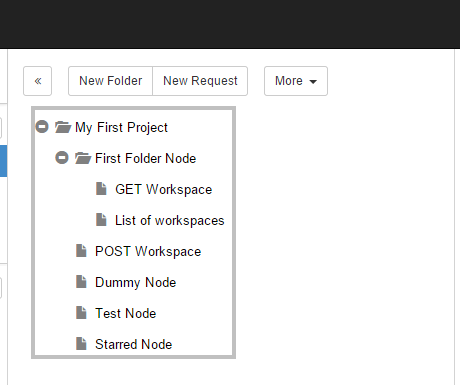 « New Folder New Request More
My First Project
First Folder Node
GET Workspace
List of workspaces
POST Workspace
Dummy Node
Test Node
Starred Node